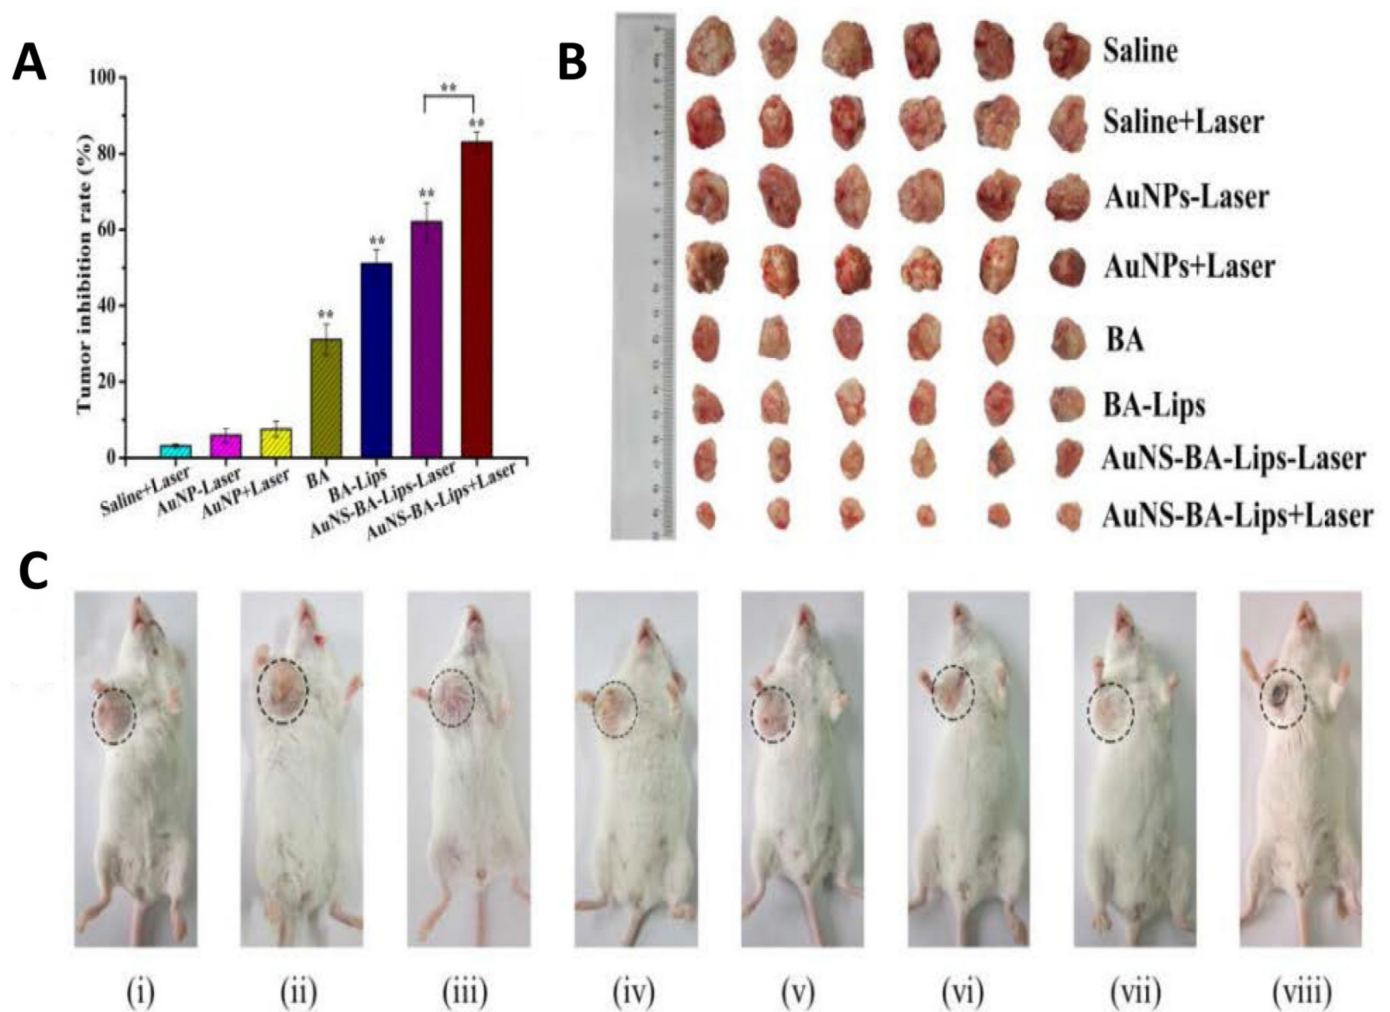 A
100
80
60
40
20
0
Tumor inhibition rate (%)
**
**
**
**
**
Saline+Laser
AuNP-Laser
AuNP+Laser
BA
BA-Lips
AuNS-BA-Lips-Laser
AuNS-BA-Lips+Laser
B
Saline
Saline+Laser
AuNPs-Laser
AuNPs+Laser
BA
BA-Lips
AuNS-BA-Lips-Laser
AuNS-BA-Lips+Laser
C
(i) (ii) (iii) (iv) (v) (vi) (vii) (viii)